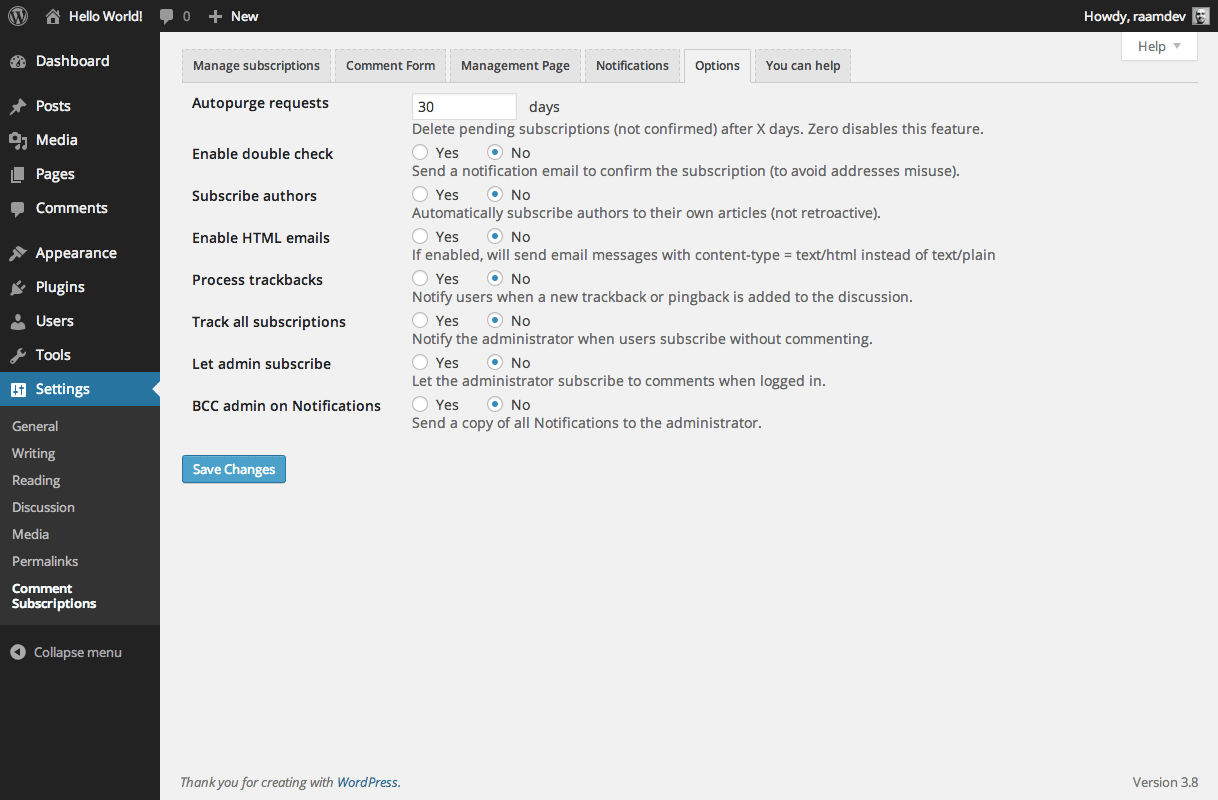 Hello World! 0 New Howdy, raamdev
Help
Dashboard
Posts
Media
Pages
Comments
Appearance
Plugins
Users
Tools
Settings
General
Writing
Reading
Discussion
Media
Permalinks
Comment
Subscriptions
Collapse menu
Manage subscriptions Comment Form Management Page Notifications Options You can help
Autopurge requests 30 days
Delete pending subscriptions (not confirmed) after X days. Zero disables this feature.
Enable double check Yes No
Send a notification email to confirm the subscription (to avoid addresses misuse).
Subscribe authors Yes No
Automatically subscribe authors to their own articles (not retroactive).
Enable HTML emails Yes No
If enabled, will send email messages with content-type = text/html instead of text/plain
Process trackbacks Yes No
Notify users when a new trackback or pingback is added to the discussion.
Track all subscriptions Yes No
Notify the administrator when users subscribe without commenting.
Let admin subscribe Yes No
Let the administrator subscribe to comments when logged in.
BCC admin on Notifications Yes No
Send a copy of all Notifications to the administrator.
Save Changes
Thank you for creating with WordPress. Version 3.8